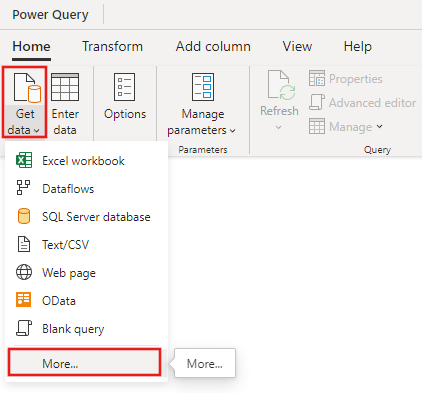 Power Query
Home Transform Add column View Help
Get data
Enter data
Options
Manage parameters
Parameters
Refresh
Properties
Advanced editor
Manage
Query
Excel workbook
Dataflows
SQL Server database
Text/CSV
Web page
OData
Blank query
More...
More...